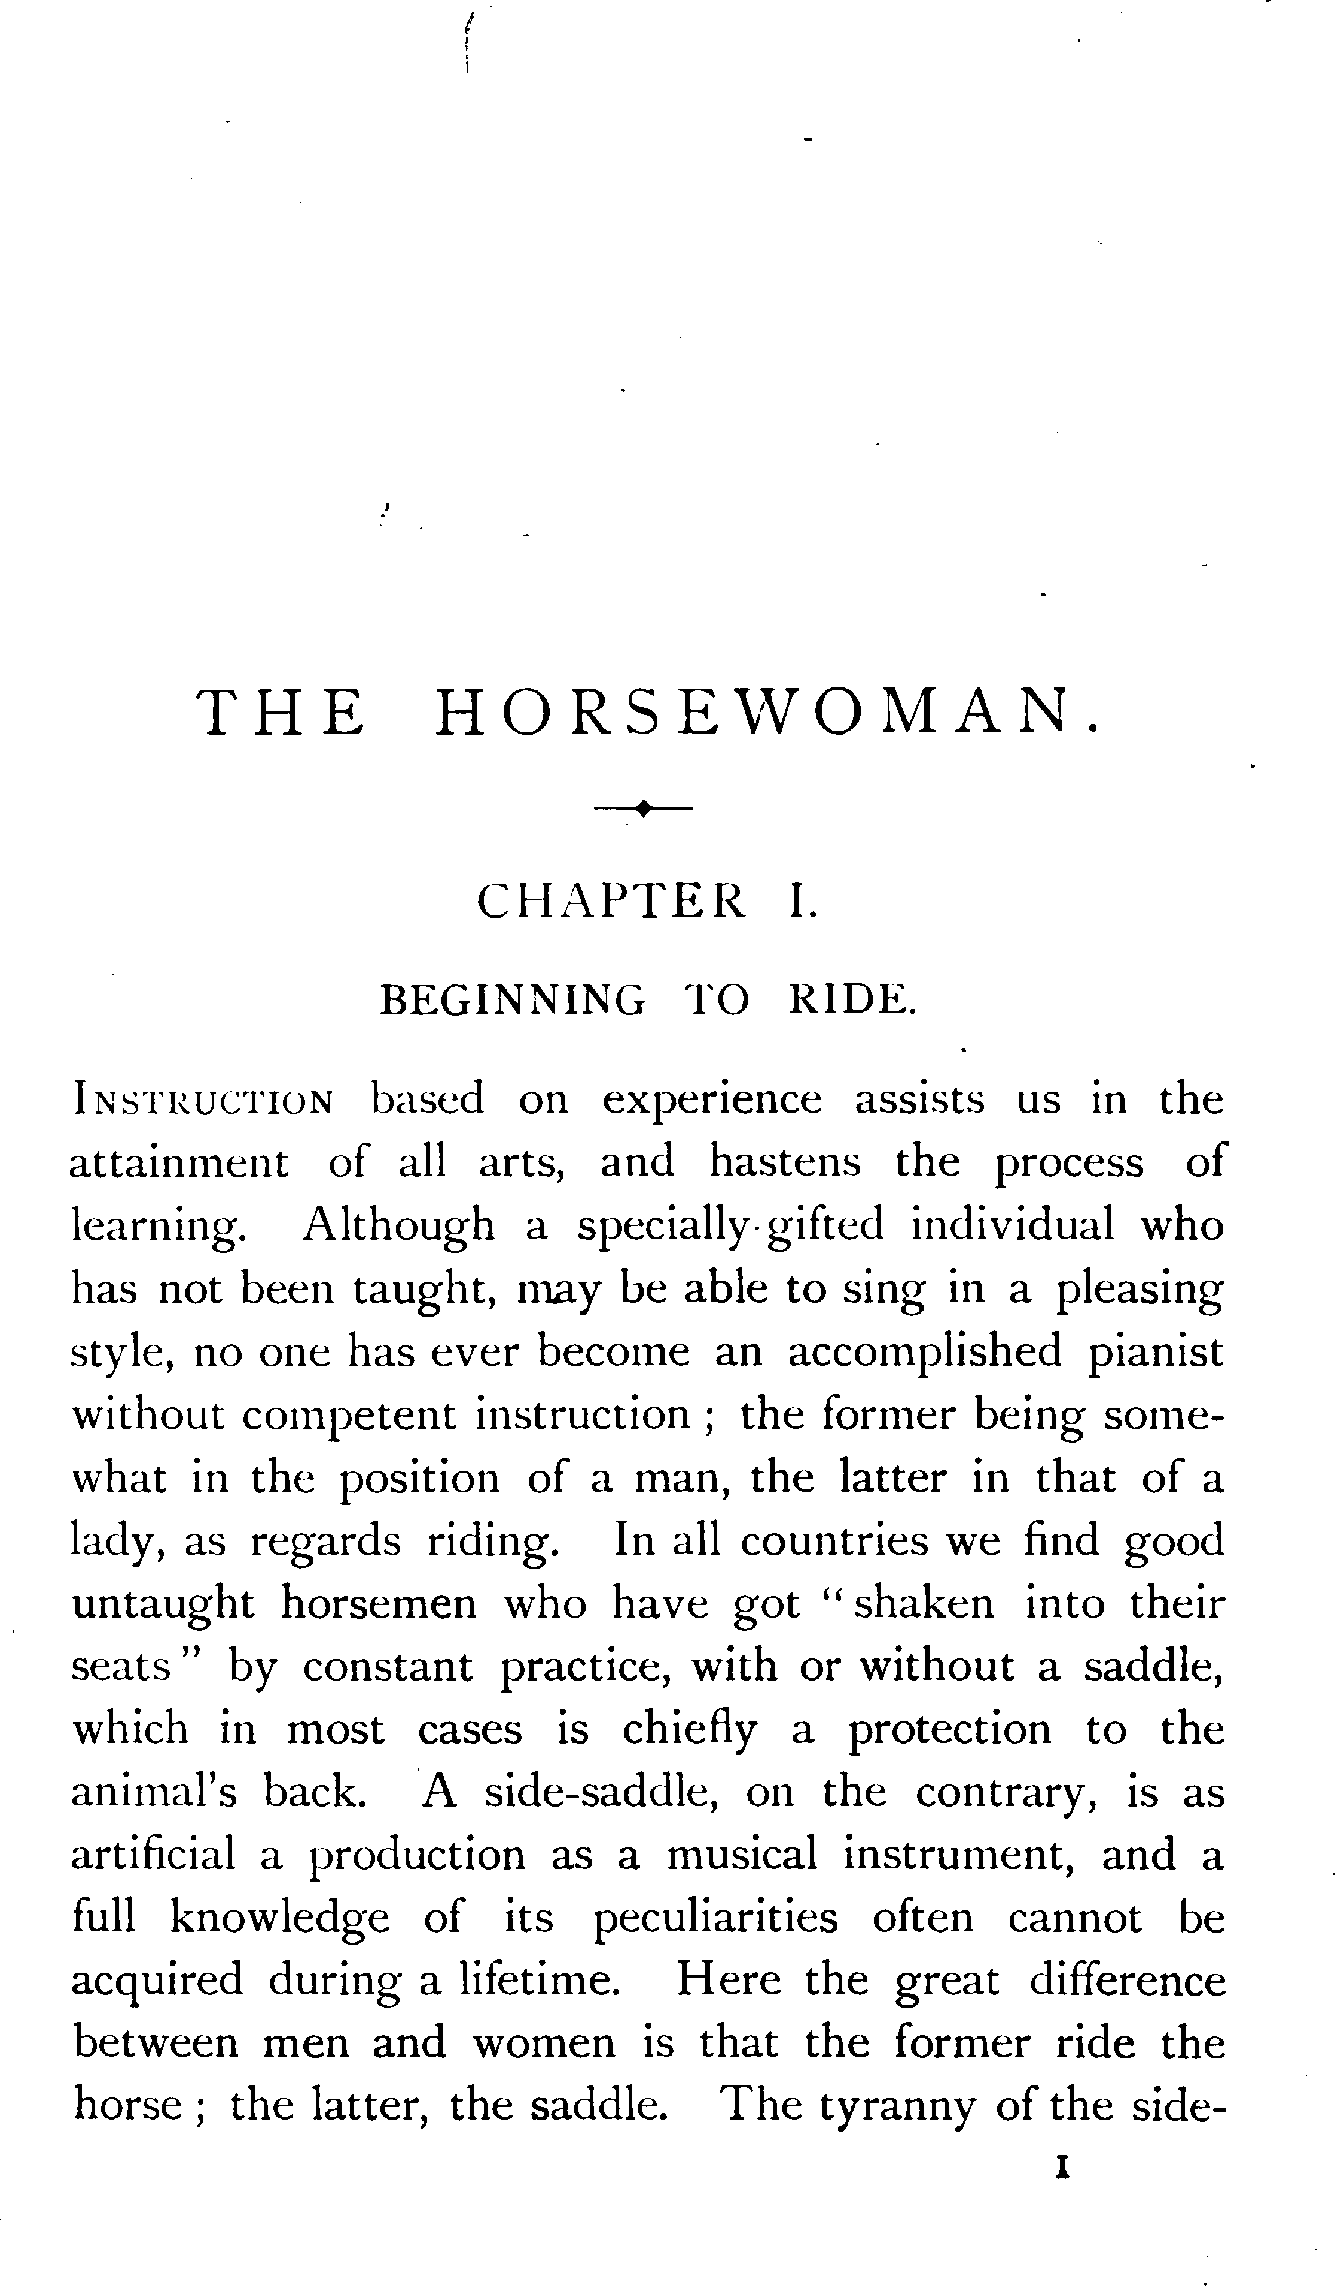 THE HORSEWOMAN.
CHAPTER I.
BEGINNING TO RIDE.
INSTRUCTION based on experience assists us in the
attainment of all arts, and hastens the process of
learning. Although a specially-gifted individual who
has not been taught, may be able to sing in a pleasing
style, no one has ever become an accomplished pianist
without competent instruction ; the former being some-
what in the position of a man, the latter in that of a
lady, as regards riding. In all countries we find good
untaught horsemen who have got “ shaken into their
seats ” by constant practice, with or without a saddle,
which in most cases is chiefly a protection to the
animal's back. A side-saddle, on the contrary, is as
artificial a production as a musical instrument, and a
full knowledge of its peculiarities often cannot be
acquired during a lifetime. Here the great difference
between men and women is that the former ride the
horse ; the latter, the saddle. The tyranny of the side-
I